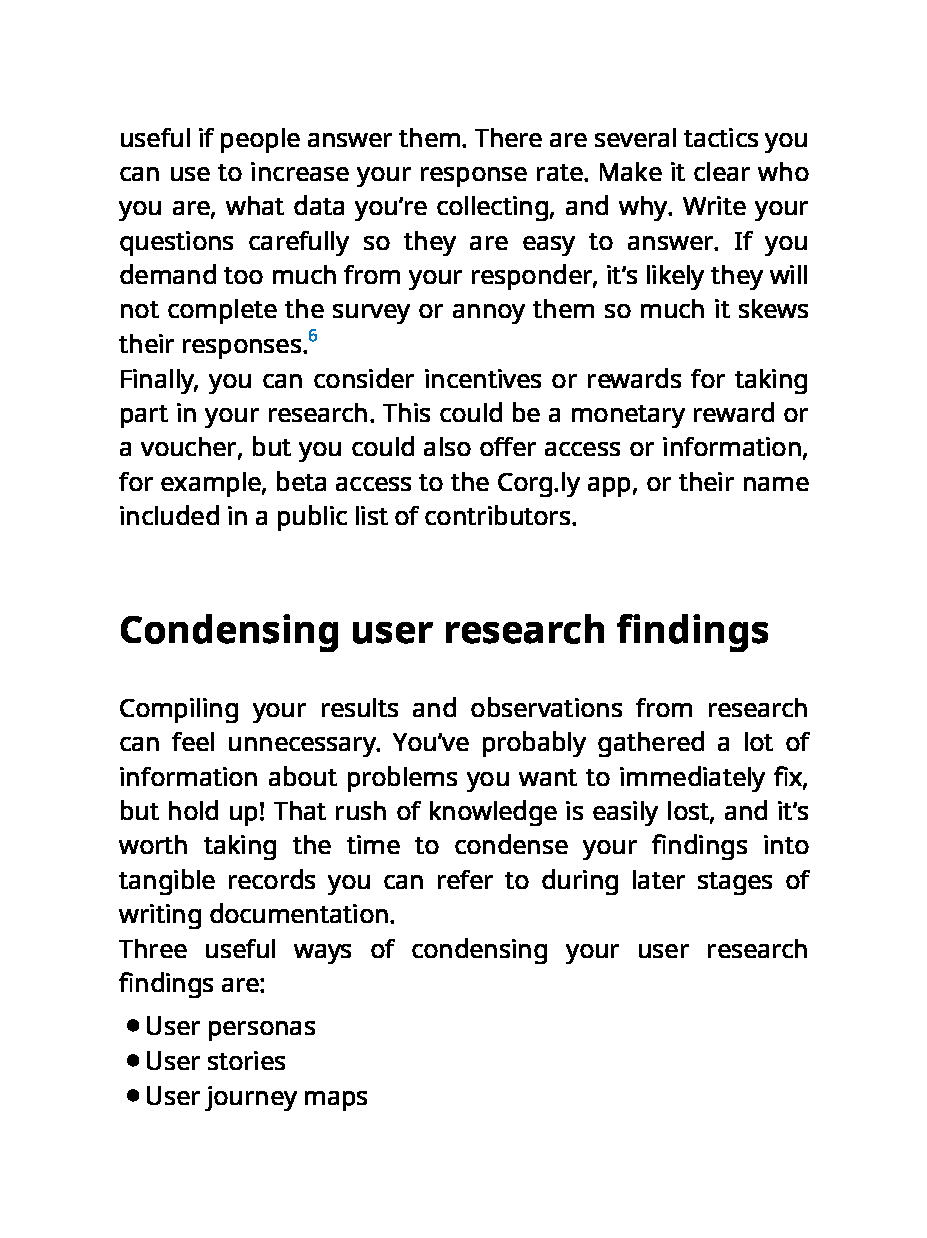 useful if people answer them. There are several tactics you
can use to increase your response rate. Make it clear who
you are, what data you’re collecting, and why. Write your
questions carefully so they are easy to answer. If you
demand too much from your responder, it’s likely they will
not complete the survey or annoy them so much it skews
their responses.6
Finally, you can consider incentives or rewards for taking
part in your research. This could be a monetary reward or
a voucher, but you could also offer access or information,
for example, beta access to the Corg.ly app, or their name
included in a public list of contributors.
Condensing user research findings
Compiling your results and observations from research
can feel unnecessary. You’ve probably gathered a lot of
information about problems you want to immediately fix,
but hold up! That rush of knowledge is easily lost, and it’s
worth taking the time to condense your findings into
tangible records you can refer to during later stages of
writing documentation.
Three useful ways of condensing your user research
findings are:
● User personas
● User stories
● User journey maps